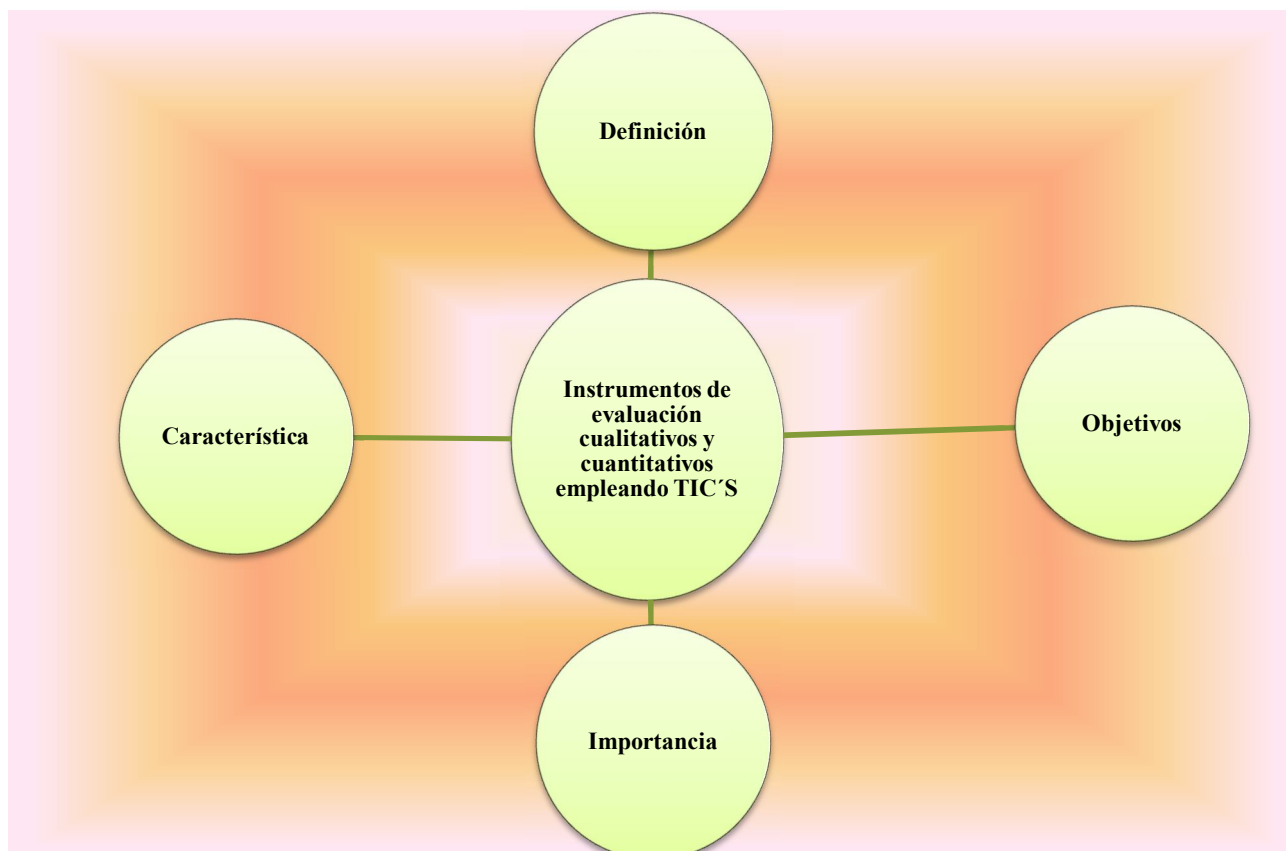 Definición
Instrumentos de
evaluación
cualitativos y
cuantitativos
empleando TIC´S
Característica
Objetivos
Importancia